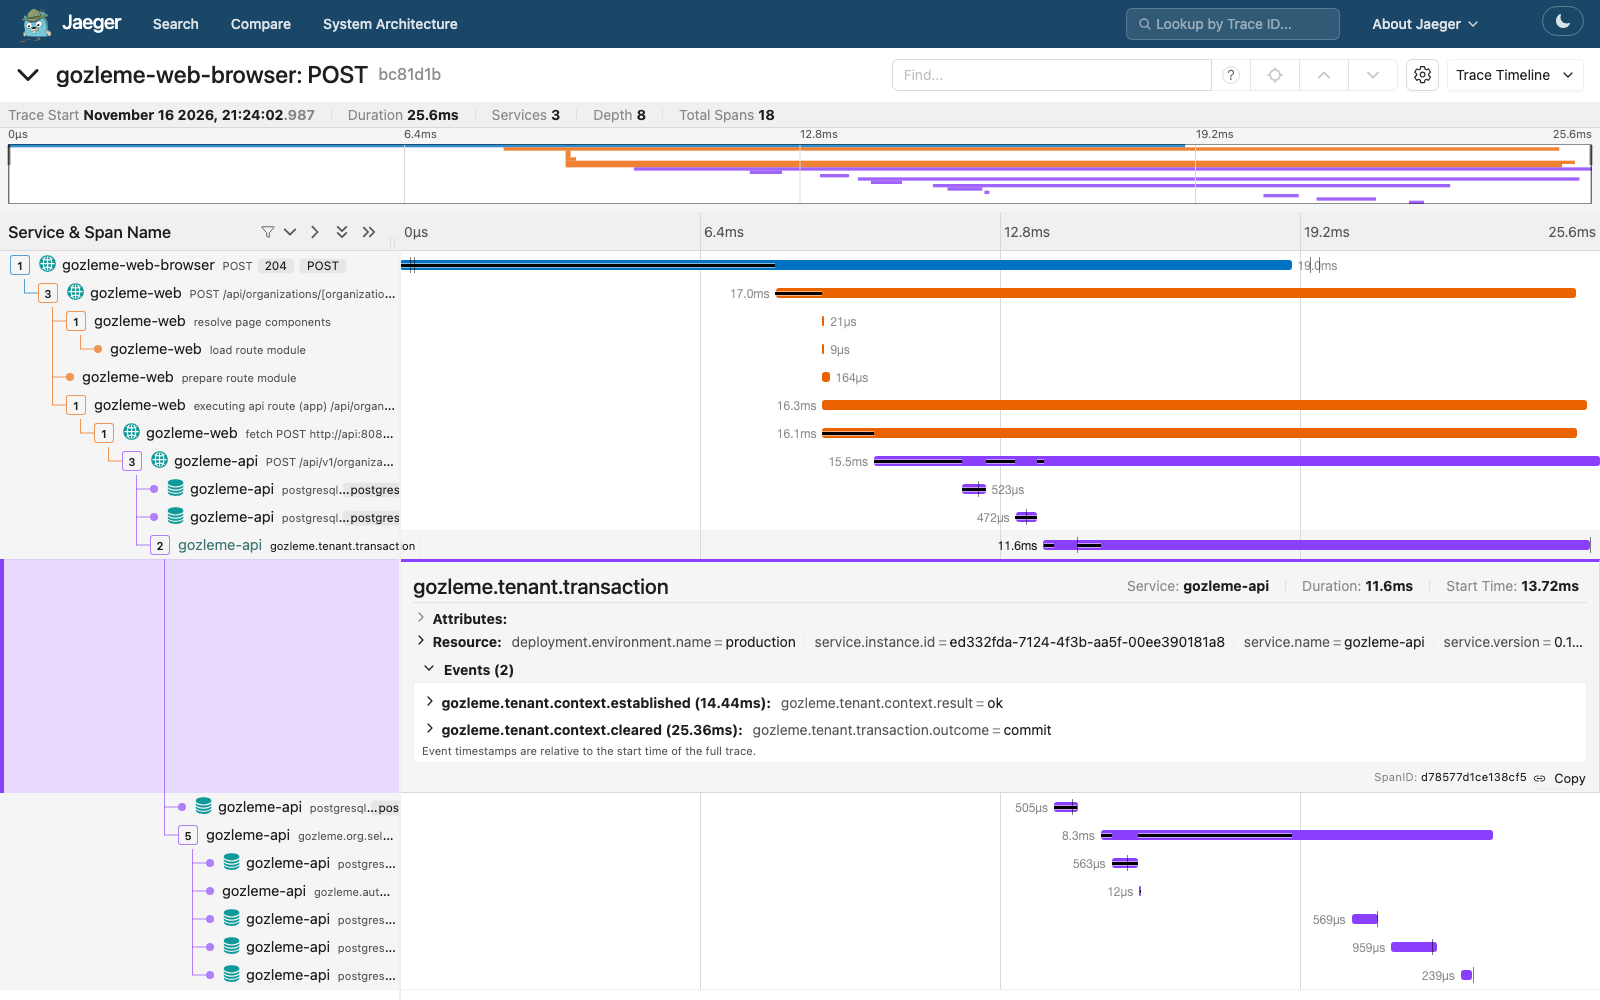 Jaeger Search Compare System Architecture Lookup by Trace ID... About Jaeger
gozleme-web-browser: POST bc81d1b Find... ? Trace Timeline
Trace Start November 16 2026, 21:24:02.987 Duration 25.6ms Services 3 Depth 8 Total Spans 18
0μs 6.4ms 12.8ms 19.2ms 25.6ms
Service & Span Name 0μs 6.4ms 12.8ms 19.2ms 25.6ms
1 gozleme-web-browser POST 204 POST 19.0ms
3 gozleme-web POST /api/organizations/[organizatio... 17.0ms
1 gozleme-web resolve page components 21μs
gozleme-web load route module 9μs
gozleme-web prepare route module 164μs
1 gozleme-web executing api route (app) /api/organ... 16.3ms
1 gozleme-web fetch POST http://api:808... 16.1ms
3 gozleme-api POST /api/v1/organiza... 15.5ms
gozleme-api postgresql...postgres 523μs
gozleme-api postgresql...postgres 472μs
2 gozleme-api gozleme.tenant.transaction 11.6ms
gozleme.tenant.transaction Service: gozleme-api Duration: 11.6ms Start Time: 13.72ms
Attributes:
Resource: deployment.environment.name = production service.instance.id = ed332fda-7124-4f3b-aa5f-00ee390181a8 service.name = gozleme-api service.version = 0.1...
Events (2)
gozleme.tenant.context.established (14.44ms): gozleme.tenant.context.result = ok
gozleme.tenant.context.cleared (25.36ms): gozleme.tenant.transaction.outcome = commit
Event timestamps are relative to the start time of the full trace.
SpanID: d78577d1ce138cf5 Copy
gozleme-api postgresql...pos 505μs
5 gozleme-api gozleme.org.sel... 8.3ms
gozleme-api postgres... 563μs
gozleme-api gozleme.aut... 12μs
gozleme-api postgres... 569μs
gozleme-api postgres... 959μs
gozleme-api postgres... 239μs